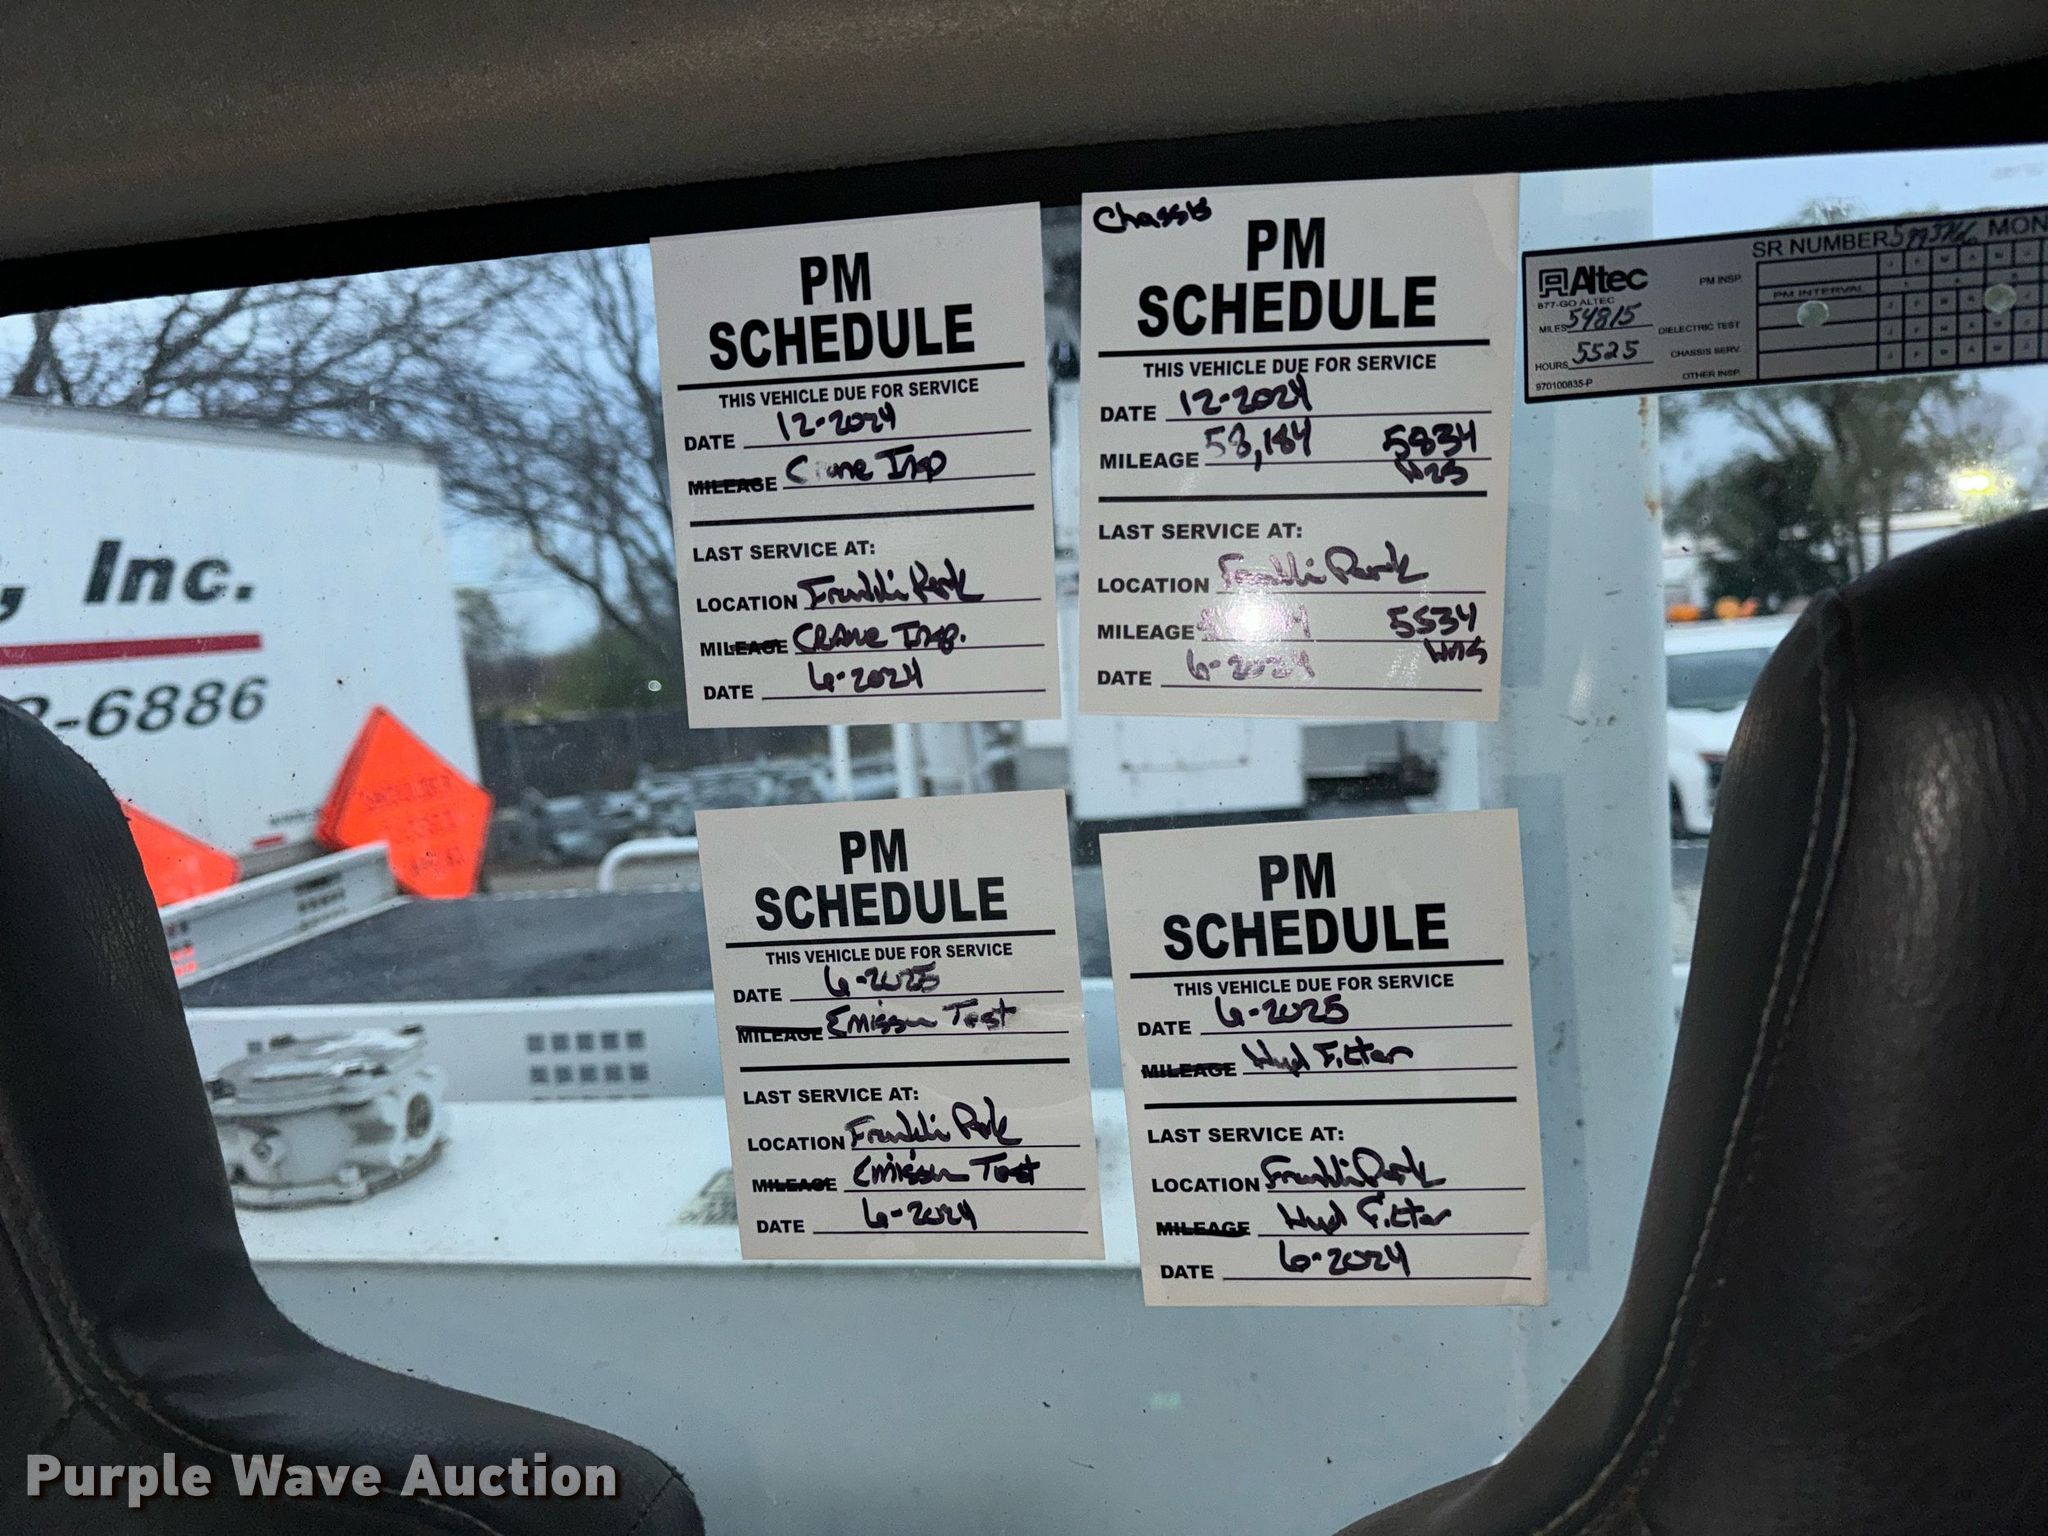 PM
SCHEDULE
THIS VEHICLE DUE FOR SERVICE
DATE 12-2024
MILEAGE Crane Insp
LAST SERVICE AT:
LOCATION Franklin Park
MILEAGE CRANE Insp.
DATE 6-2024
Chassis
PM
SCHEDULE
THIS VEHICLE DUE FOR SERVICE
DATE 12-2024
MILEAGE 58,184 5834
Hrs
LAST SERVICE AT:
LOCATION Franklin Park
MILEAGE 5534
Hrs
DATE 6-2024
Altec
877-GO ALTEC
MILES 54815
HOURS 5525
970100835-P
SR NUMBER MON
PM INSP.
PM INTERVAL
DIELECTRIC TEST
CHASSIS SERV.
OTHER INSP.
, Inc.
-6886
PM
SCHEDULE
THIS VEHICLE DUE FOR SERVICE
DATE 6-2025
MILEAGE Emission Test
LAST SERVICE AT:
LOCATION Franklin Park
MILEAGE Emission Test
DATE 6-2024
PM
SCHEDULE
THIS VEHICLE DUE FOR SERVICE
DATE 6-2025
MILEAGE Hyd Filter
LAST SERVICE AT:
LOCATION Franklin Park
MILEAGE Hyd Filter
DATE 6-2024
Purple Wave Auction